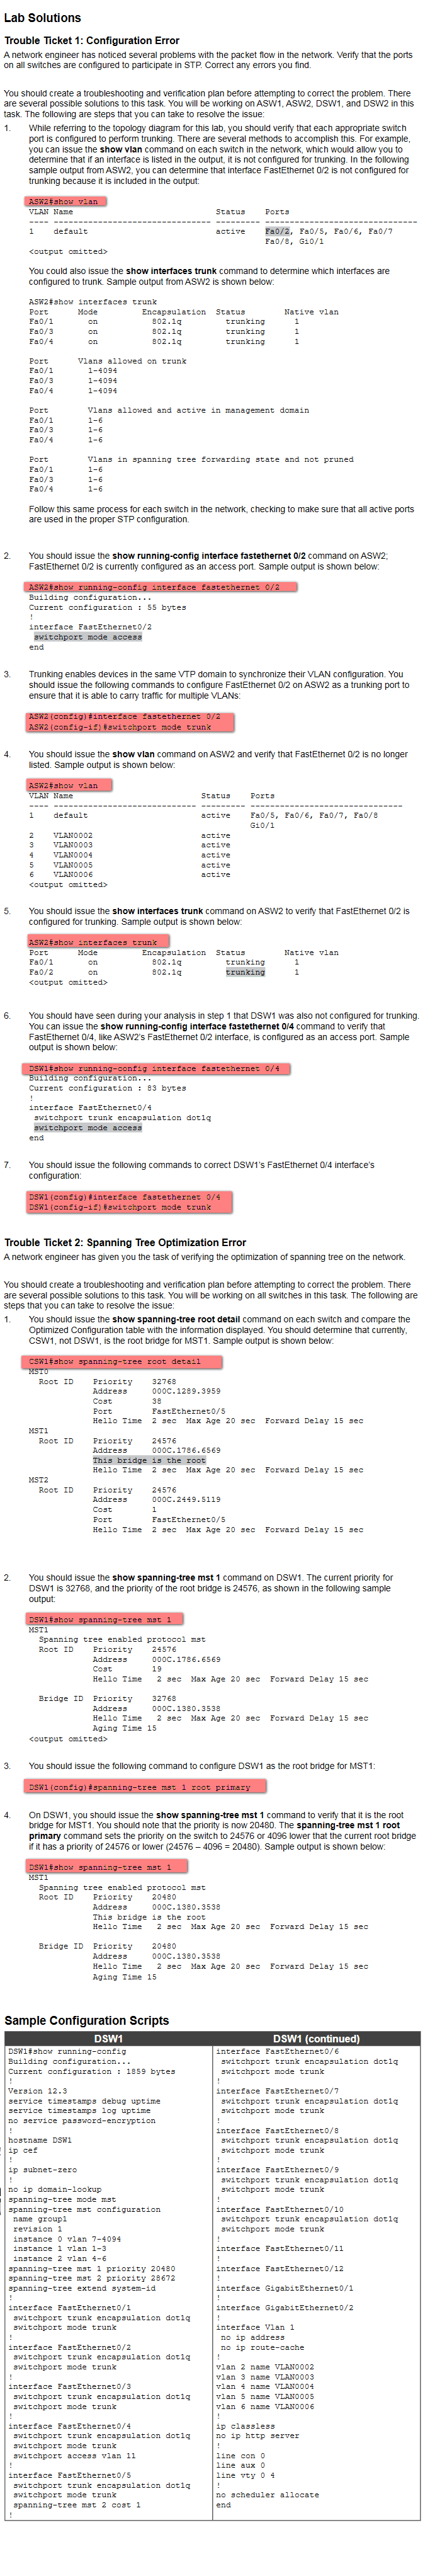 Lab Solutions
Trouble Ticket 1: Configuration Error
A network engineer has noticed several problems with the packet flow in the network. Verify that the ports
on all switches are configured to participate in STP. Correct any errors you find.
You should create a troubleshooting and verification plan before attempting to correct the problem. There
are several possible solutions to this task. You will be working on ASW1, ASW2, DSW1, and DSW2 in this
task. The following are steps that you can take to resolve the issue:
1. While referring to the topology diagram for this lab, you should verify that each appropriate switch
port is configured to perform trunking. There are several methods to accomplish this. For example,
you can issue the show vlan command on each switch in the network, which would allow you to
determine that if an interface is listed in the output, it is not configured for trunking. In the following
sample output from ASW2, you can determine that interface FastEthernet 0/2 is not configured for
trunking because it is included in the output:
ASW2#show vlan
VLAN Name Status Ports
---- -------------------------------- --------- -------------------------------
1 default active Fa0/2, Fa0/5, Fa0/6, Fa0/7
Fa0/8, Gi0/1
<output omitted>
You could also issue the show interfaces trunk command to determine which interfaces are
configured to trunk. Sample output from ASW2 is shown below:
ASW2#show interfaces trunk
Port Mode Encapsulation Status Native vlan
Fa0/1 on 802.1q trunking 1
Fa0/3 on 802.1q trunking 1
Fa0/4 on 802.1q trunking 1
Port Vlans allowed on trunk
Fa0/1 1-4094
Fa0/3 1-4094
Fa0/4 1-4094
Port Vlans allowed and active in management domain
Fa0/1 1-6
Fa0/3 1-6
Fa0/4 1-6
Port Vlans in spanning tree forwarding state and not pruned
Fa0/1 1-6
Fa0/3 1-6
Fa0/4 1-6
Follow this same process for each switch in the network, checking to make sure that all active ports
are used in the proper STP configuration.
2. You should issue the show running-config interface fastethernet 0/2 command on ASW2;
FastEthernet 0/2 is currently configured as an access port. Sample output is shown below:
ASW2#show running-config interface fastethernet 0/2
Building configuration...
Current configuration : 55 bytes
!
interface FastEthernet0/2
switchport mode access
end
3. Trunking enables devices in the same VTP domain to synchronize their VLAN configuration. You
should issue the following commands to configure FastEthernet 0/2 on ASW2 as a trunking port to
ensure that it is able to carry traffic for multiple VLANs:
ASW2(config)#interface fastethernet 0/2
ASW2(config-if)#switchport mode trunk
4. You should issue the show vlan command on ASW2 and verify that FastEthernet 0/2 is no longer
listed. Sample output is shown below:
ASW2#show vlan
VLAN Name Status Ports
---- ----------------------------- --------- -------------------------------
1 default active Fa0/5, Fa0/6, Fa0/7, Fa0/8
Gi0/1
2 VLAN0002 active
3 VLAN0003 active
4 VLAN0004 active
5 VLAN0005 active
6 VLAN0006 active
<output omitted>
5. You should issue the show interfaces trunk command on ASW2 to verify that FastEthernet 0/2 is
configured for trunking. Sample output is shown below:
ASW2#show interfaces trunk
Port Mode Encapsulation Status Native vlan
Fa0/1 on 802.1q trunking 1
Fa0/2 on 802.1q trunking 1
<output omitted>
6. You should have seen during your analysis in step 1 that DSW1 was also not configured for trunking.
You can issue the show running-config interface fastethernet 0/4 command to verify that
FastEthernet 0/4, like ASW2's FastEthernet 0/2 interface, is configured as an access port. Sample
output is shown below:
DSW1#show running-config interface fastethernet 0/4
Building configuration...
Current configuration : 83 bytes
!
interface FastEthernet0/4
switchport trunk encapsulation dot1q
switchport mode access
end
7. You should issue the following commands to correct DSW1's FastEthernet 0/4 interface's
configuration:
DSW1(config)#interface fastethernet 0/4
DSW1(config-if)#switchport mode trunk
Trouble Ticket 2: Spanning Tree Optimization Error
A network engineer has given you the task of verifying the optimization of spanning tree on the network.
You should create a troubleshooting and verification plan before attempting to correct the problem. There
are several possible solutions to this task. You will be working on all switches in this task. The following are
steps that you can take to resolve the issue:
1. You should issue the show spanning-tree root detail command on each switch and compare the
Optimized Configuration table with the information displayed. You should determine that currently,
CSW1, not DSW1, is the root bridge for MST1. Sample output is shown below:
CSW1#show spanning-tree root detail
MST0
Root ID Priority 32768
Address 000C.1289.3959
Cost 38
Port FastEthernet0/5
Hello Time 2 sec Max Age 20 sec Forward Delay 15 sec
MST1
Root ID Priority 24576
Address 000C.1786.6569
This bridge is the root
Hello Time 2 sec Max Age 20 sec Forward Delay 15 sec
MST2
Root ID Priority 24576
Address 000C.2449.5119
Cost 1
Port FastEthernet0/5
Hello Time 2 sec Max Age 20 sec Forward Delay 15 sec
2. You should issue the show spanning-tree mst 1 command on DSW1. The current priority for
DSW1 is 32768, and the priority of the root bridge is 24576, as shown in the following sample
output:
DSW1#show spanning-tree mst 1
MST1
Spanning tree enabled protocol mst
Root ID Priority 24576
Address 000C.1786.6569
Cost 19
Hello Time 2 sec Max Age 20 sec Forward Delay 15 sec
Bridge ID Priority 32768
Address 000C.1380.3538
Hello Time 2 sec Max Age 20 sec Forward Delay 15 sec
Aging Time 15
<output omitted>
3. You should issue the following command to configure DSW1 as the root bridge for MST1:
DSW1(config)#spanning-tree mst 1 root primary
4. On DSW1, you should issue the show spanning-tree mst 1 command to verify that it is the root
bridge for MST1. You should note that the priority is now 20480. The spanning-tree mst 1 root
primary command sets the priority on the switch to 24576 or 4096 lower that the current root bridge
if it has a priority of 24576 or lower (24576 – 4096 = 20480). Sample output is shown below:
DSW1#show spanning-tree mst 1
MST1
Spanning tree enabled protocol mst
Root ID Priority 20480
Address 000C.1380.3538
This bridge is the root
Hello Time 2 sec Max Age 20 sec Forward Delay 15 sec
Bridge ID Priority 20480
Address 000C.1380.3538
Hello Time 2 sec Max Age 20 sec Forward Delay 15 sec
Aging Time 15
Sample Configuration Scripts
DSW1
DSW1#show running-config
Building configuration...
Current configuration : 1859 bytes
!
Version 12.3
service timestamps debug uptime
service timestamps log uptime
no service password-encryption
!
hostname DSW1
ip cef
!
ip subnet-zero
!
no ip domain-lookup
spanning-tree mode mst
spanning-tree mst configuration
name group1
revision 1
instance 0 vlan 7-4094
instance 1 vlan 1-3
instance 2 vlan 4-6
spanning-tree mst 1 priority 20480
spanning-tree mst 2 priority 28672
spanning-tree extend system-id
!
interface FastEthernet0/1
switchport trunk encapsulation dot1q
switchport mode trunk
!
interface FastEthernet0/2
switchport trunk encapsulation dot1q
switchport mode trunk
!
interface FastEthernet0/3
switchport trunk encapsulation dot1q
switchport mode trunk
!
interface FastEthernet0/4
switchport trunk encapsulation dot1q
switchport mode trunk
switchport access vlan 11
!
interface FastEthernet0/5
switchport trunk encapsulation dot1q
switchport mode trunk
spanning-tree mst 2 cost 1
!
DSW1 (continued)
interface FastEthernet0/6
switchport trunk encapsulation dot1q
switchport mode trunk
!
interface FastEthernet0/7
switchport trunk encapsulation dot1q
switchport mode trunk
!
interface FastEthernet0/8
switchport trunk encapsulation dot1q
switchport mode trunk
!
interface FastEthernet0/9
switchport trunk encapsulation dot1q
switchport mode trunk
!
interface FastEthernet0/10
switchport trunk encapsulation dot1q
switchport mode trunk
!
interface FastEthernet0/11
!
interface FastEthernet0/12
!
interface GigabitEthernet0/1
!
interface GigabitEthernet0/2
!
interface Vlan 1
no ip address
no ip route-cache
!
vlan 2 name VLAN0002
vlan 3 name VLAN0003
vlan 4 name VLAN0004
vlan 5 name VLAN0005
vlan 6 name VLAN0006
!
ip classless
no ip http server
!
line con 0
line aux 0
line vty 0 4
!
no scheduler allocate
end